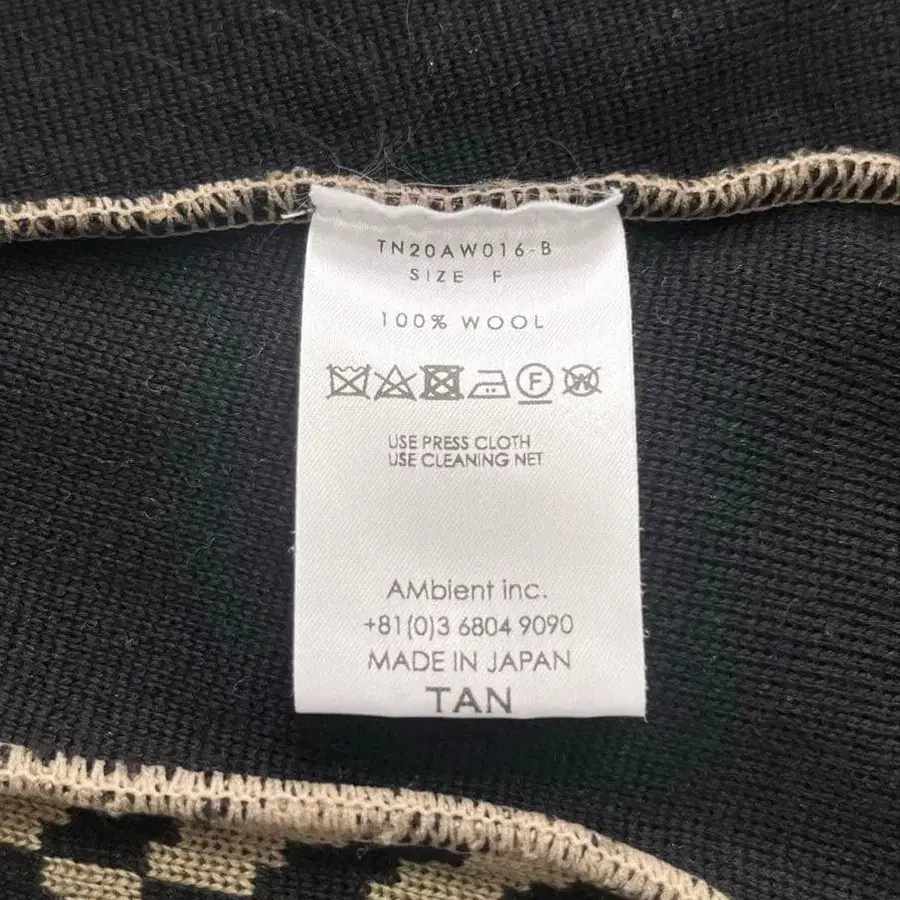 TN20AW016-B
SIZE F
100% WOOL
F W
USE PRESS CLOTH
USE CLEANING NET
AMbient inc.
+81(0)3 6804 9090
MADE IN JAPAN
TAN